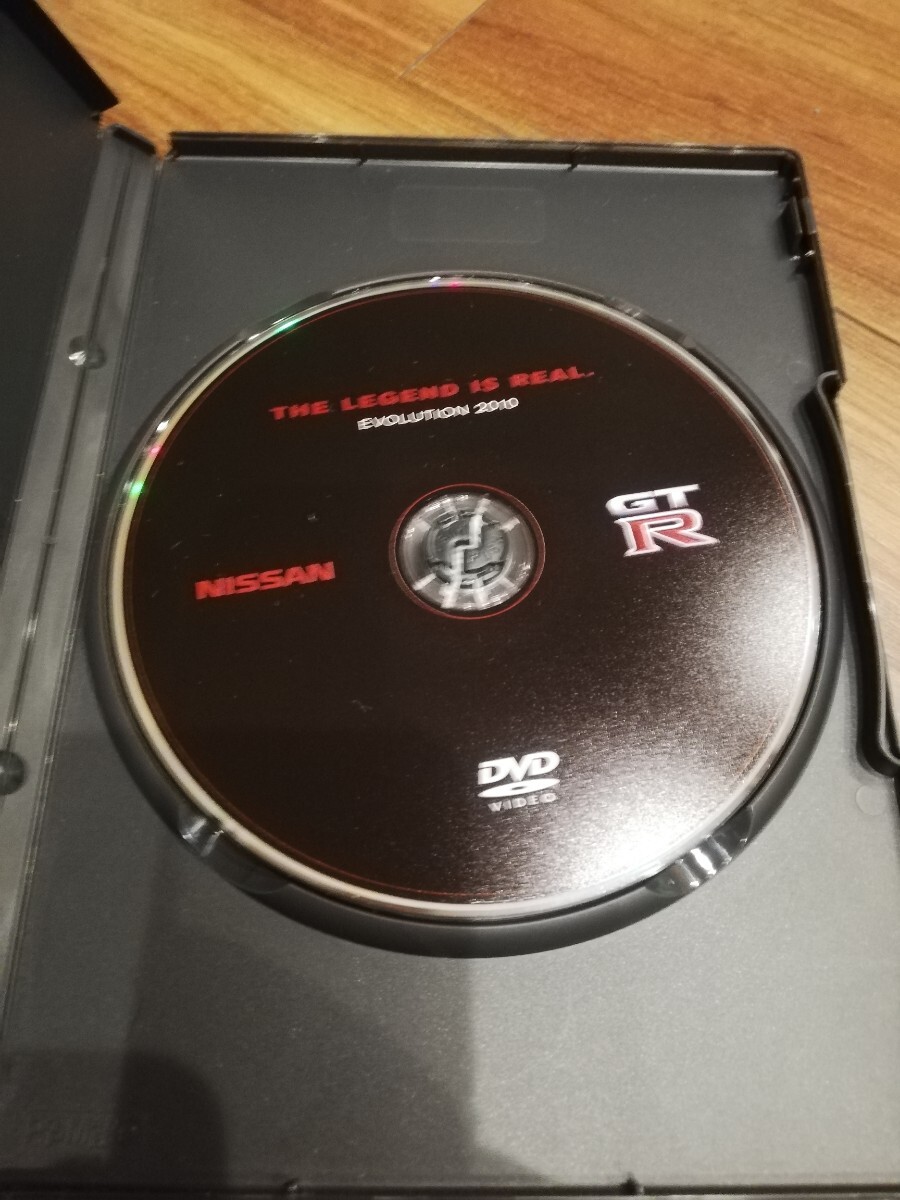 THE LEGEND IS REAL.
EVOLUTION 2010
GT
R
NISSAN
DVD
VIDEO